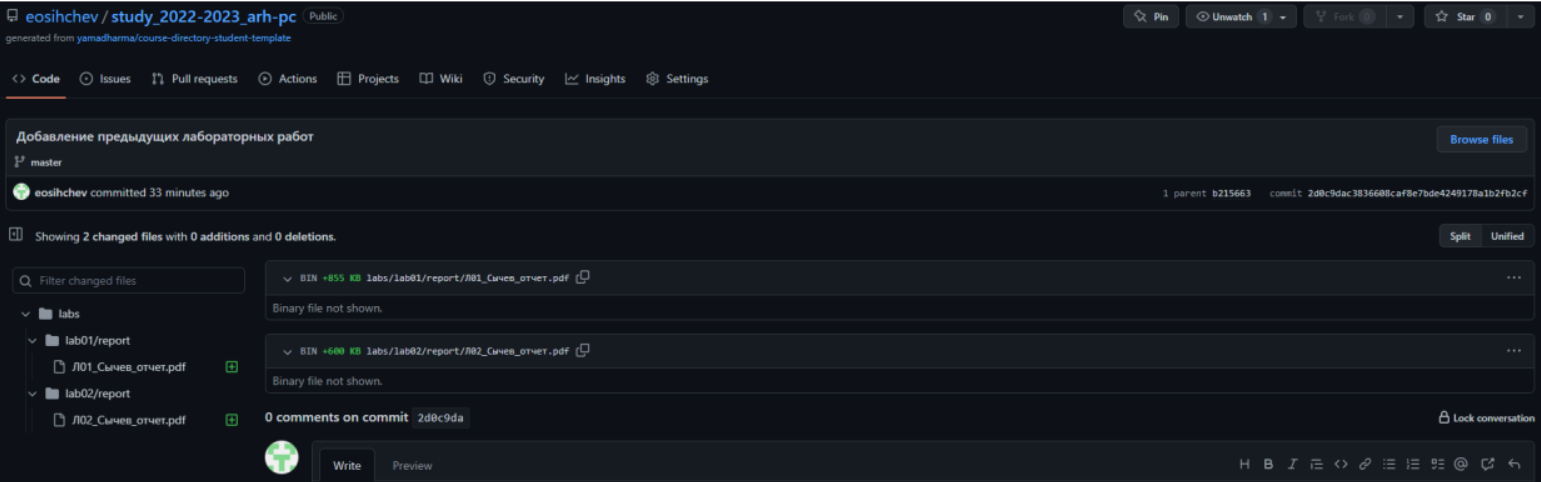 eosihchev / study_2022-2023_arh-pc Public Pin Unwatch 1 Fork 0 Star 0
generated from yamadharma/course-directory-student-template
<> Code Issues Pull requests Actions Projects Wiki Security Insights Settings
Добавление предыдущих лабораторных работ
Browse files
master
eosihchev committed 33 minutes ago 1 parent b215663 commit 2d0c9dac3836608caf8e7bde4249178a1b2fb2cf
Showing 2 changed files with 0 additions and 0 deletions. Split Unified
Filter changed files
labs
lab01/report
Л01_Сычев_отчет.pdf
lab02/report
Л02_Сычев_отчет.pdf
BIN +855 KB labs/lab01/report/Л01_Сычев_отчет.pdf
Binary file not shown.
BIN +600 KB labs/lab02/report/Л02_Сычев_отчет.pdf
Binary file not shown.
0 comments on commit 2d0c9da Lock conversation
Write Preview H B I <> @